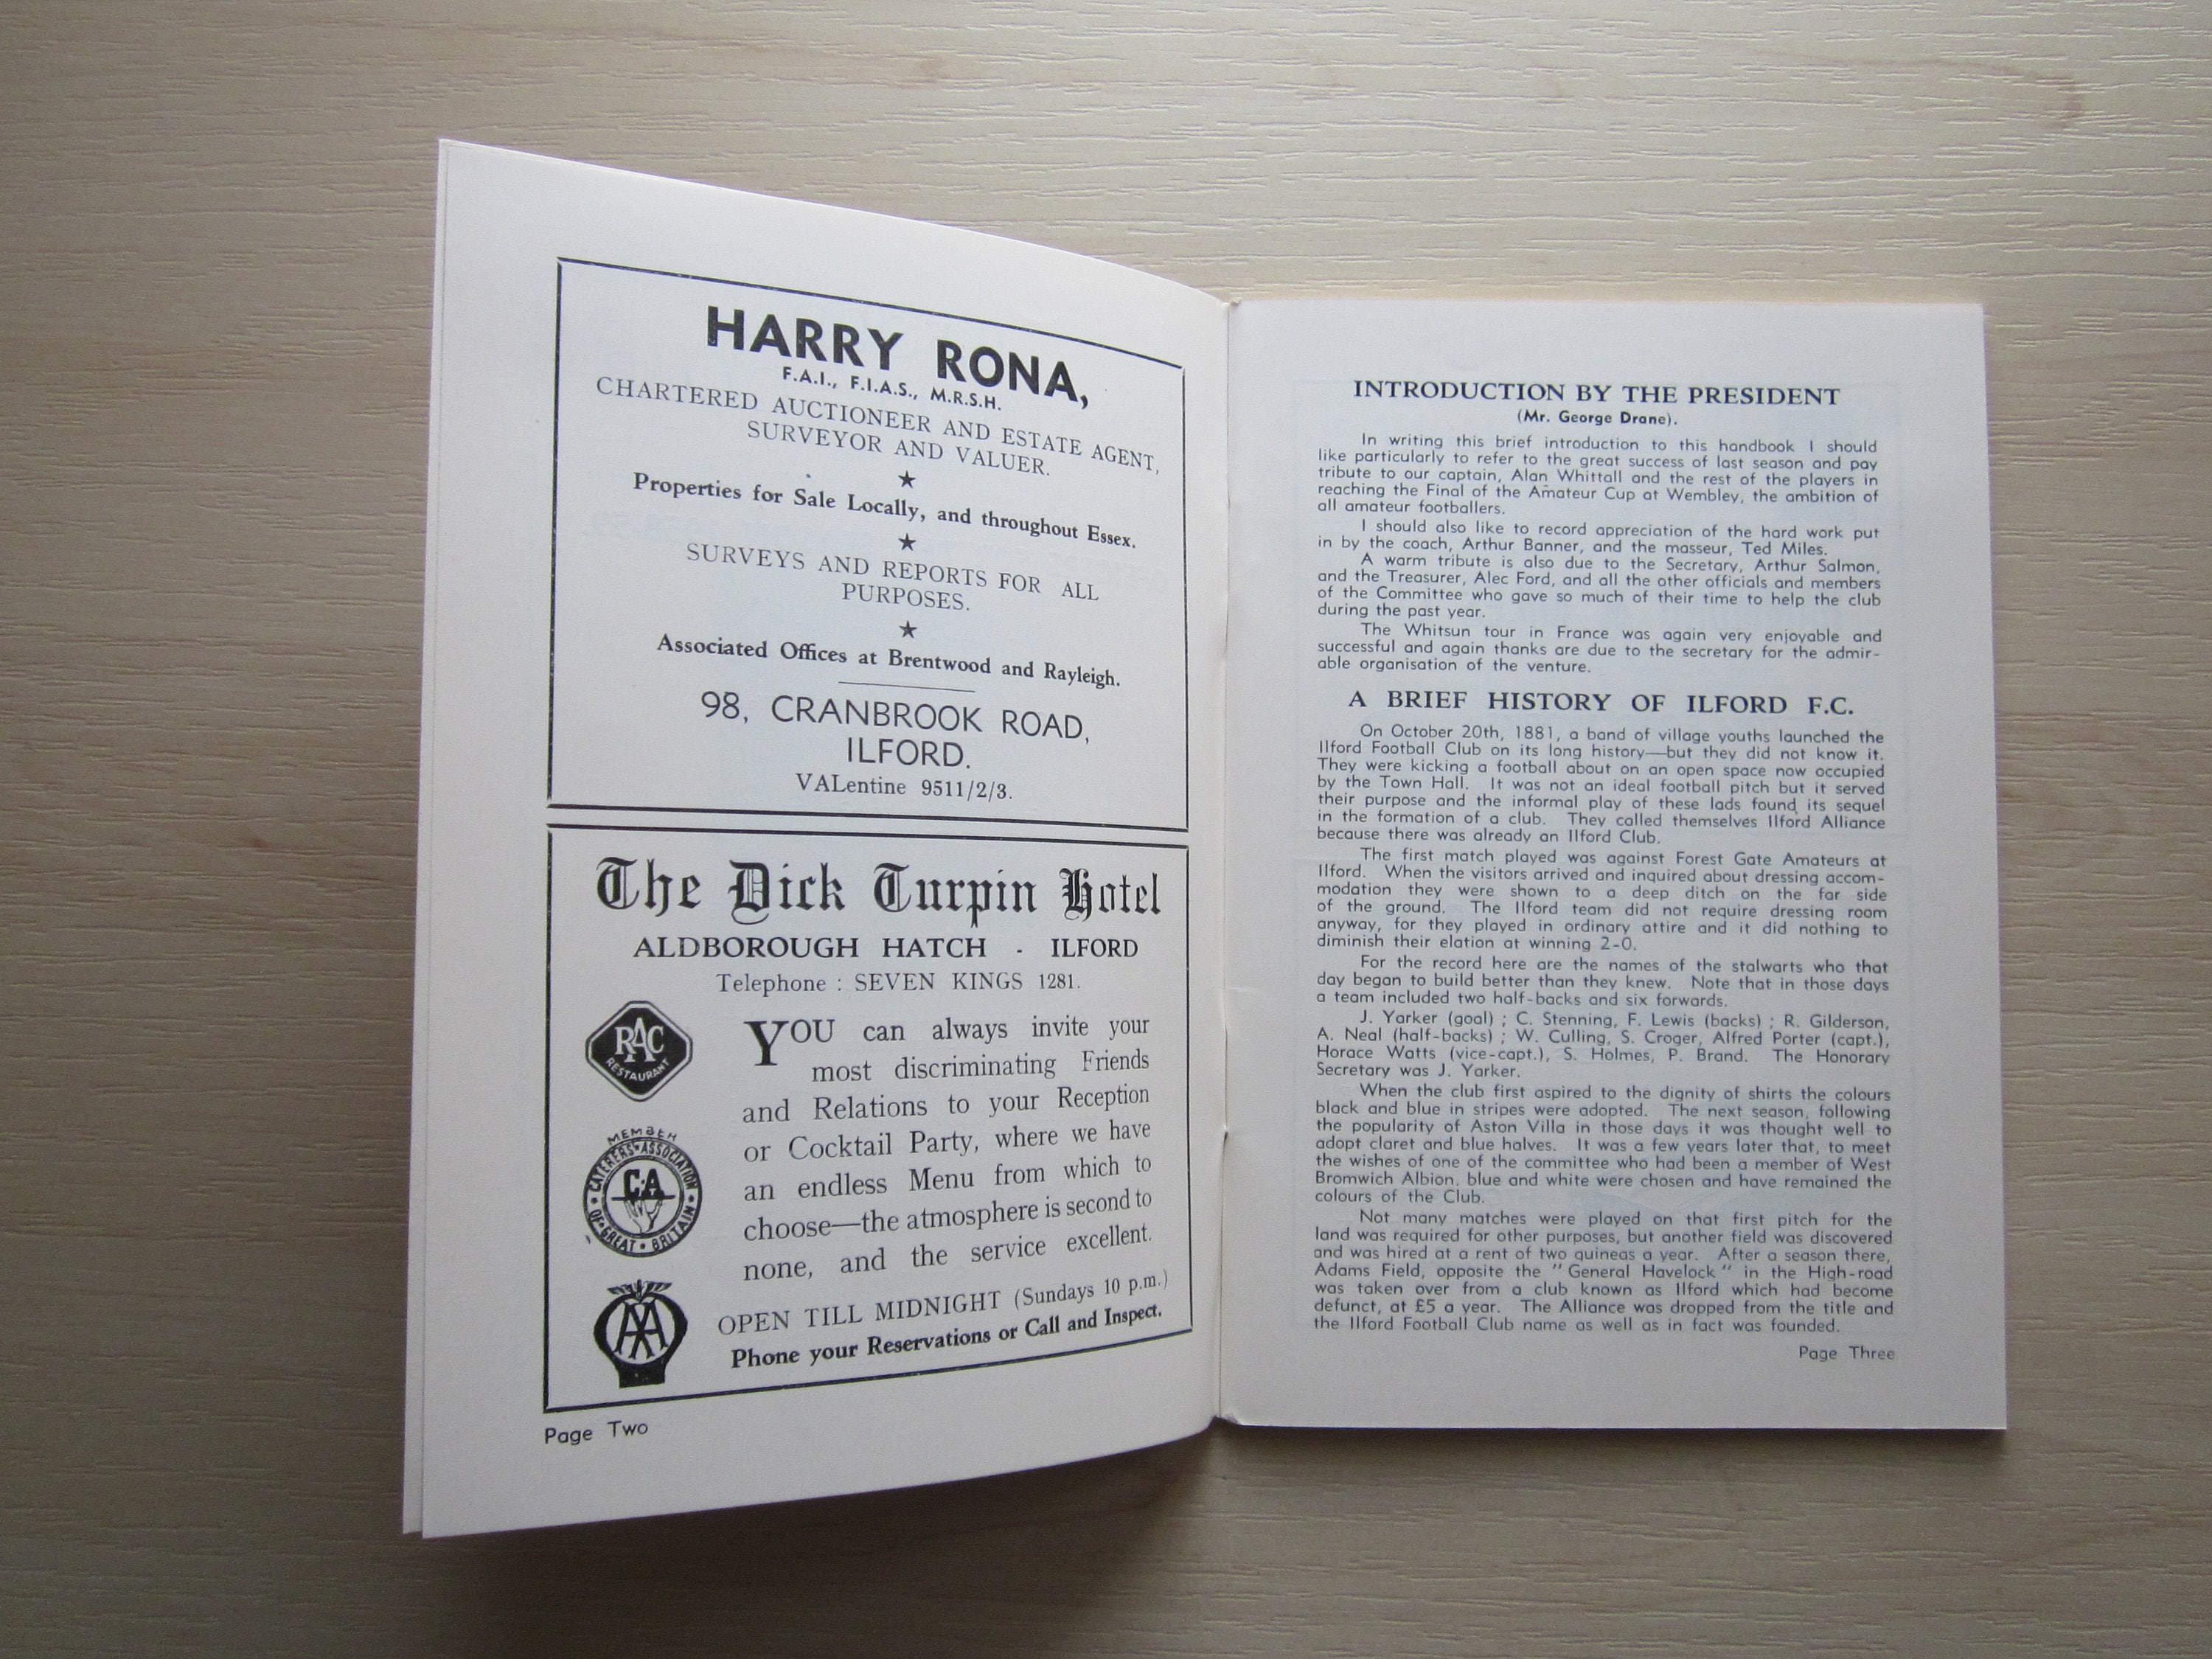 HARRY RONA,
F.A.I., F.I.A.S., M.R.S.H.
CHARTERED AUCTIONEER AND ESTATE AGENT,
SURVEYOR AND VALUER.
★
Properties for Sale Locally, and throughout Essex.
★
SURVEYS AND REPORTS FOR ALL
PURPOSES.
★
Associated Offices at Brentwood and Rayleigh.
98, CRANBROOK ROAD,
ILFORD.
VALentine 9511/2/3.
The Dick Turpin Hotel
ALDBOROUGH HATCH - ILFORD
Telephone : SEVEN KINGS 1281.
RAC
RESTAURANT
MEMBER
CATERERS' ASSOCIATION
CA
OF GREAT BRITAIN
AA
YOU can always invite your
most discriminating Friends
and Relations to your Reception
or Cocktail Party, where we have
an endless Menu from which to
choose—the atmosphere is second to
none, and the service excellent.
OPEN TILL MIDNIGHT (Sundays 10 p.m.)
Phone your Reservations or Call and Inspect.
Page Two
INTRODUCTION BY THE PRESIDENT
(Mr. George Drane).
In writing this brief introduction to this handbook I should
like particularly to refer to the great success of last season and pay
tribute to our captain, Alan Whittall and the rest of the players in
reaching the Final of the Amateur Cup at Wembley, the ambition of
all amateur footballers.
I should also like to record appreciation of the hard work put
in by the coach, Arthur Banner, and the masseur, Ted Miles.
A warm tribute is also due to the Secretary, Arthur Salmon,
and the Treasurer, Alec Ford, and all the other officials and members
of the Committee who gave so much of their time to help the club
during the past year.
The Whitsun tour in France was again very enjoyable and
successful and again thanks are due to the secretary for the admir-
able organisation of the venture.
A BRIEF HISTORY OF ILFORD F.C.
On October 20th, 1881, a band of village youths launched the
Ilford Football Club on its long history—but they did not know it.
They were kicking a football about on an open space now occupied
by the Town Hall. It was not an ideal football pitch but it served
their purpose and the informal play of these lads found its sequel
in the formation of a club. They called themselves Ilford Alliance
because there was already an Ilford Club.
The first match played was against Forest Gate Amateurs at
Ilford. When the visitors arrived and inquired about dressing accom-
modation they were shown to a deep ditch on the far side
of the ground. The Ilford team did not require dressing room
anyway, for they played in ordinary attire and it did nothing to
diminish their elation at winning 2-0.
For the record here are the names of the stalwarts who that
day began to build better than they knew. Note that in those days
a team included two half-backs and six forwards.
J. Yarker (goal) ; C. Stenning, F. Lewis (backs) ; R. Gilderson,
A. Neal (half-backs) ; W. Culling, S. Croger, Alfred Porter (capt.),
Horace Watts (vice-capt.), S. Holmes, P. Brand. The Honorary
Secretary was J. Yarker.
When the club first aspired to the dignity of shirts the colours
black and blue in stripes were adopted. The next season, following
the popularity of Aston Villa in those days it was thought well to
adopt claret and blue halves. It was a few years later that, to meet
the wishes of one of the committee who had been a member of West
Bromwich Albion, blue and white were chosen and have remained the
colours of the Club.
Not many matches were played on that first pitch for the
land was required for other purposes, but another field was discovered
and was hired at a rent of two guineas a year. After a season there,
Adams Field, opposite the "General Havelock" in the High-road
was taken over from a club known as Ilford which had become
defunct, at £5 a year. The Alliance was dropped from the title and
the Ilford Football Club name as well as in fact was founded.
Page Three